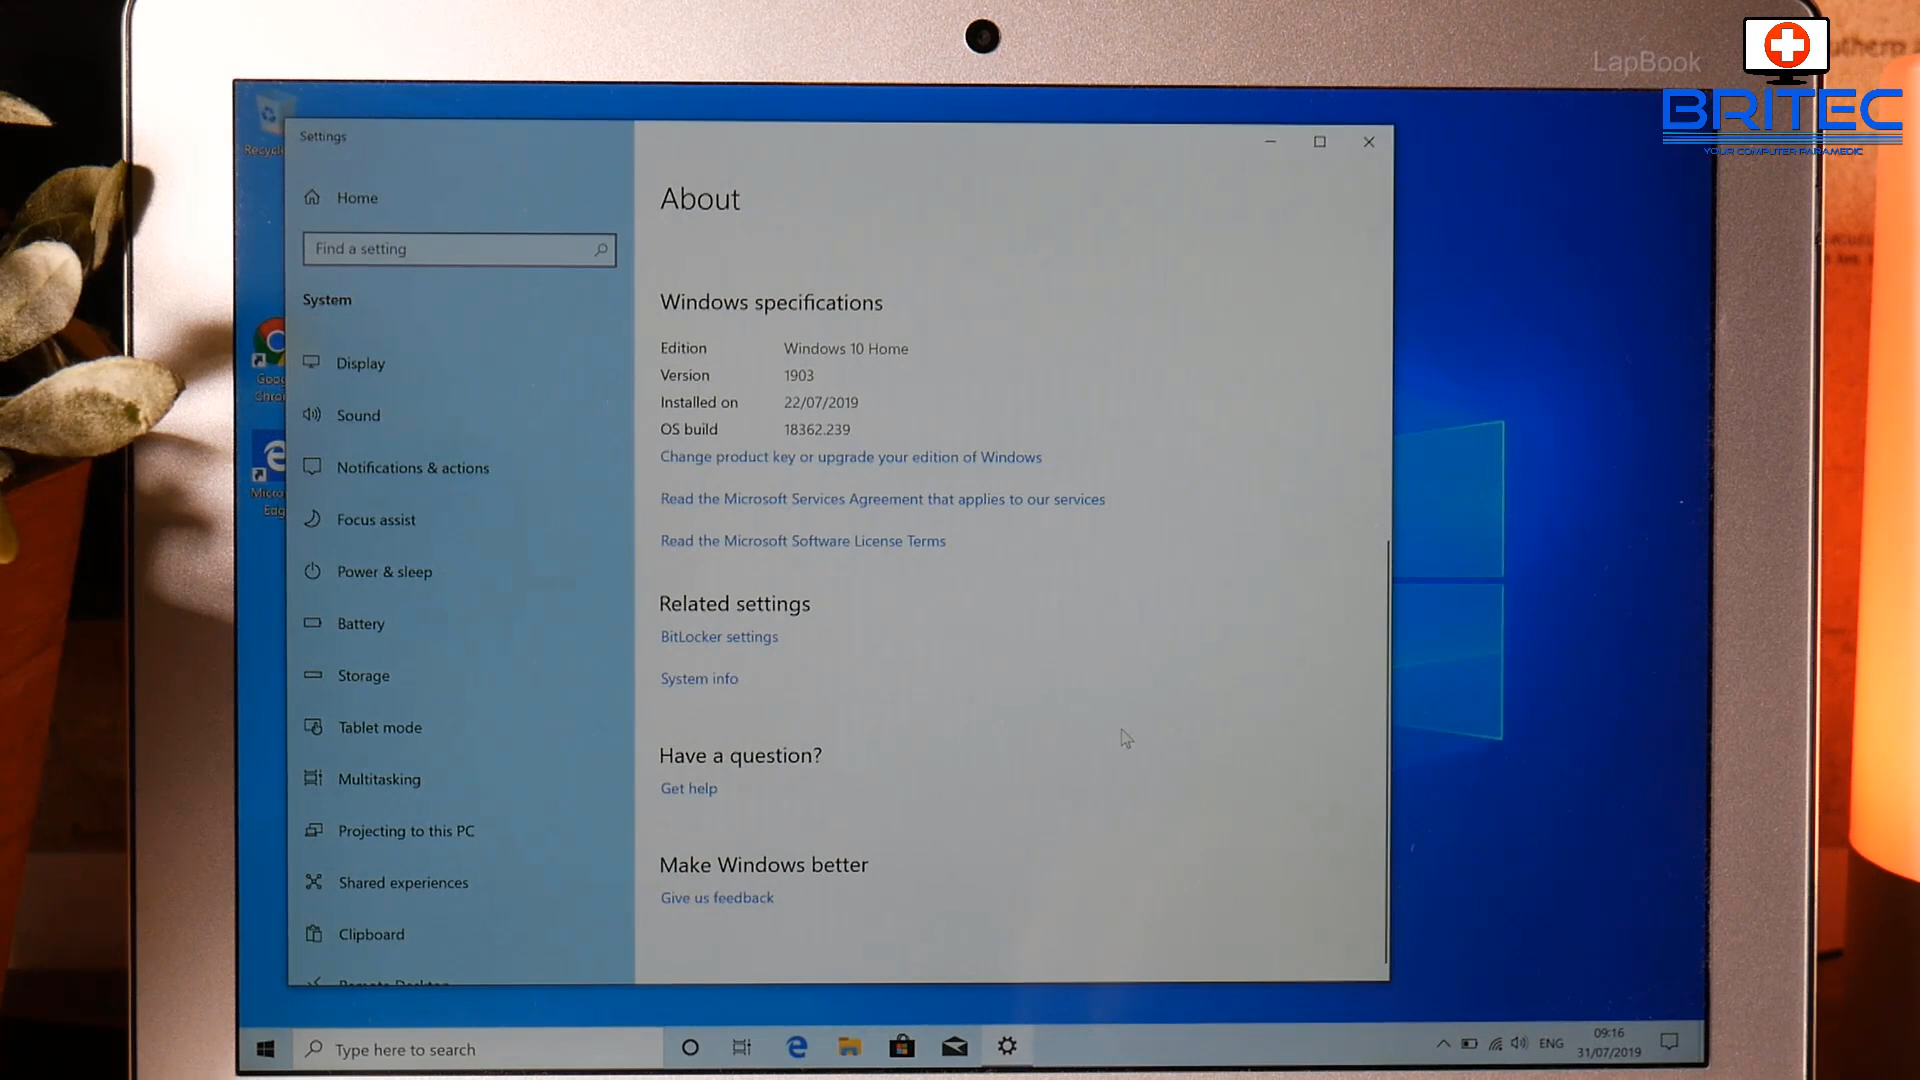 LapBook
BRITEC
YOUR COMPUTER PARAMEDIC
Settings
Home
Find a setting
System
Display
Sound
Notifications & actions
Focus assist
Power & sleep
Battery
Storage
Tablet mode
Multitasking
Projecting to this PC
Shared experiences
Clipboard
Remote Desktop
About
Windows specifications
Edition Windows 10 Home
Version 1903
Installed on 22/07/2019
OS build 18362.239
Change product key or upgrade your edition of Windows
Read the Microsoft Services Agreement that applies to our services
Read the Microsoft Software License Terms
Related settings
BitLocker settings
System info
Have a question?
Get help
Make Windows better
Give us feedback
Type here to search
ENG
09:16
31/07/2019